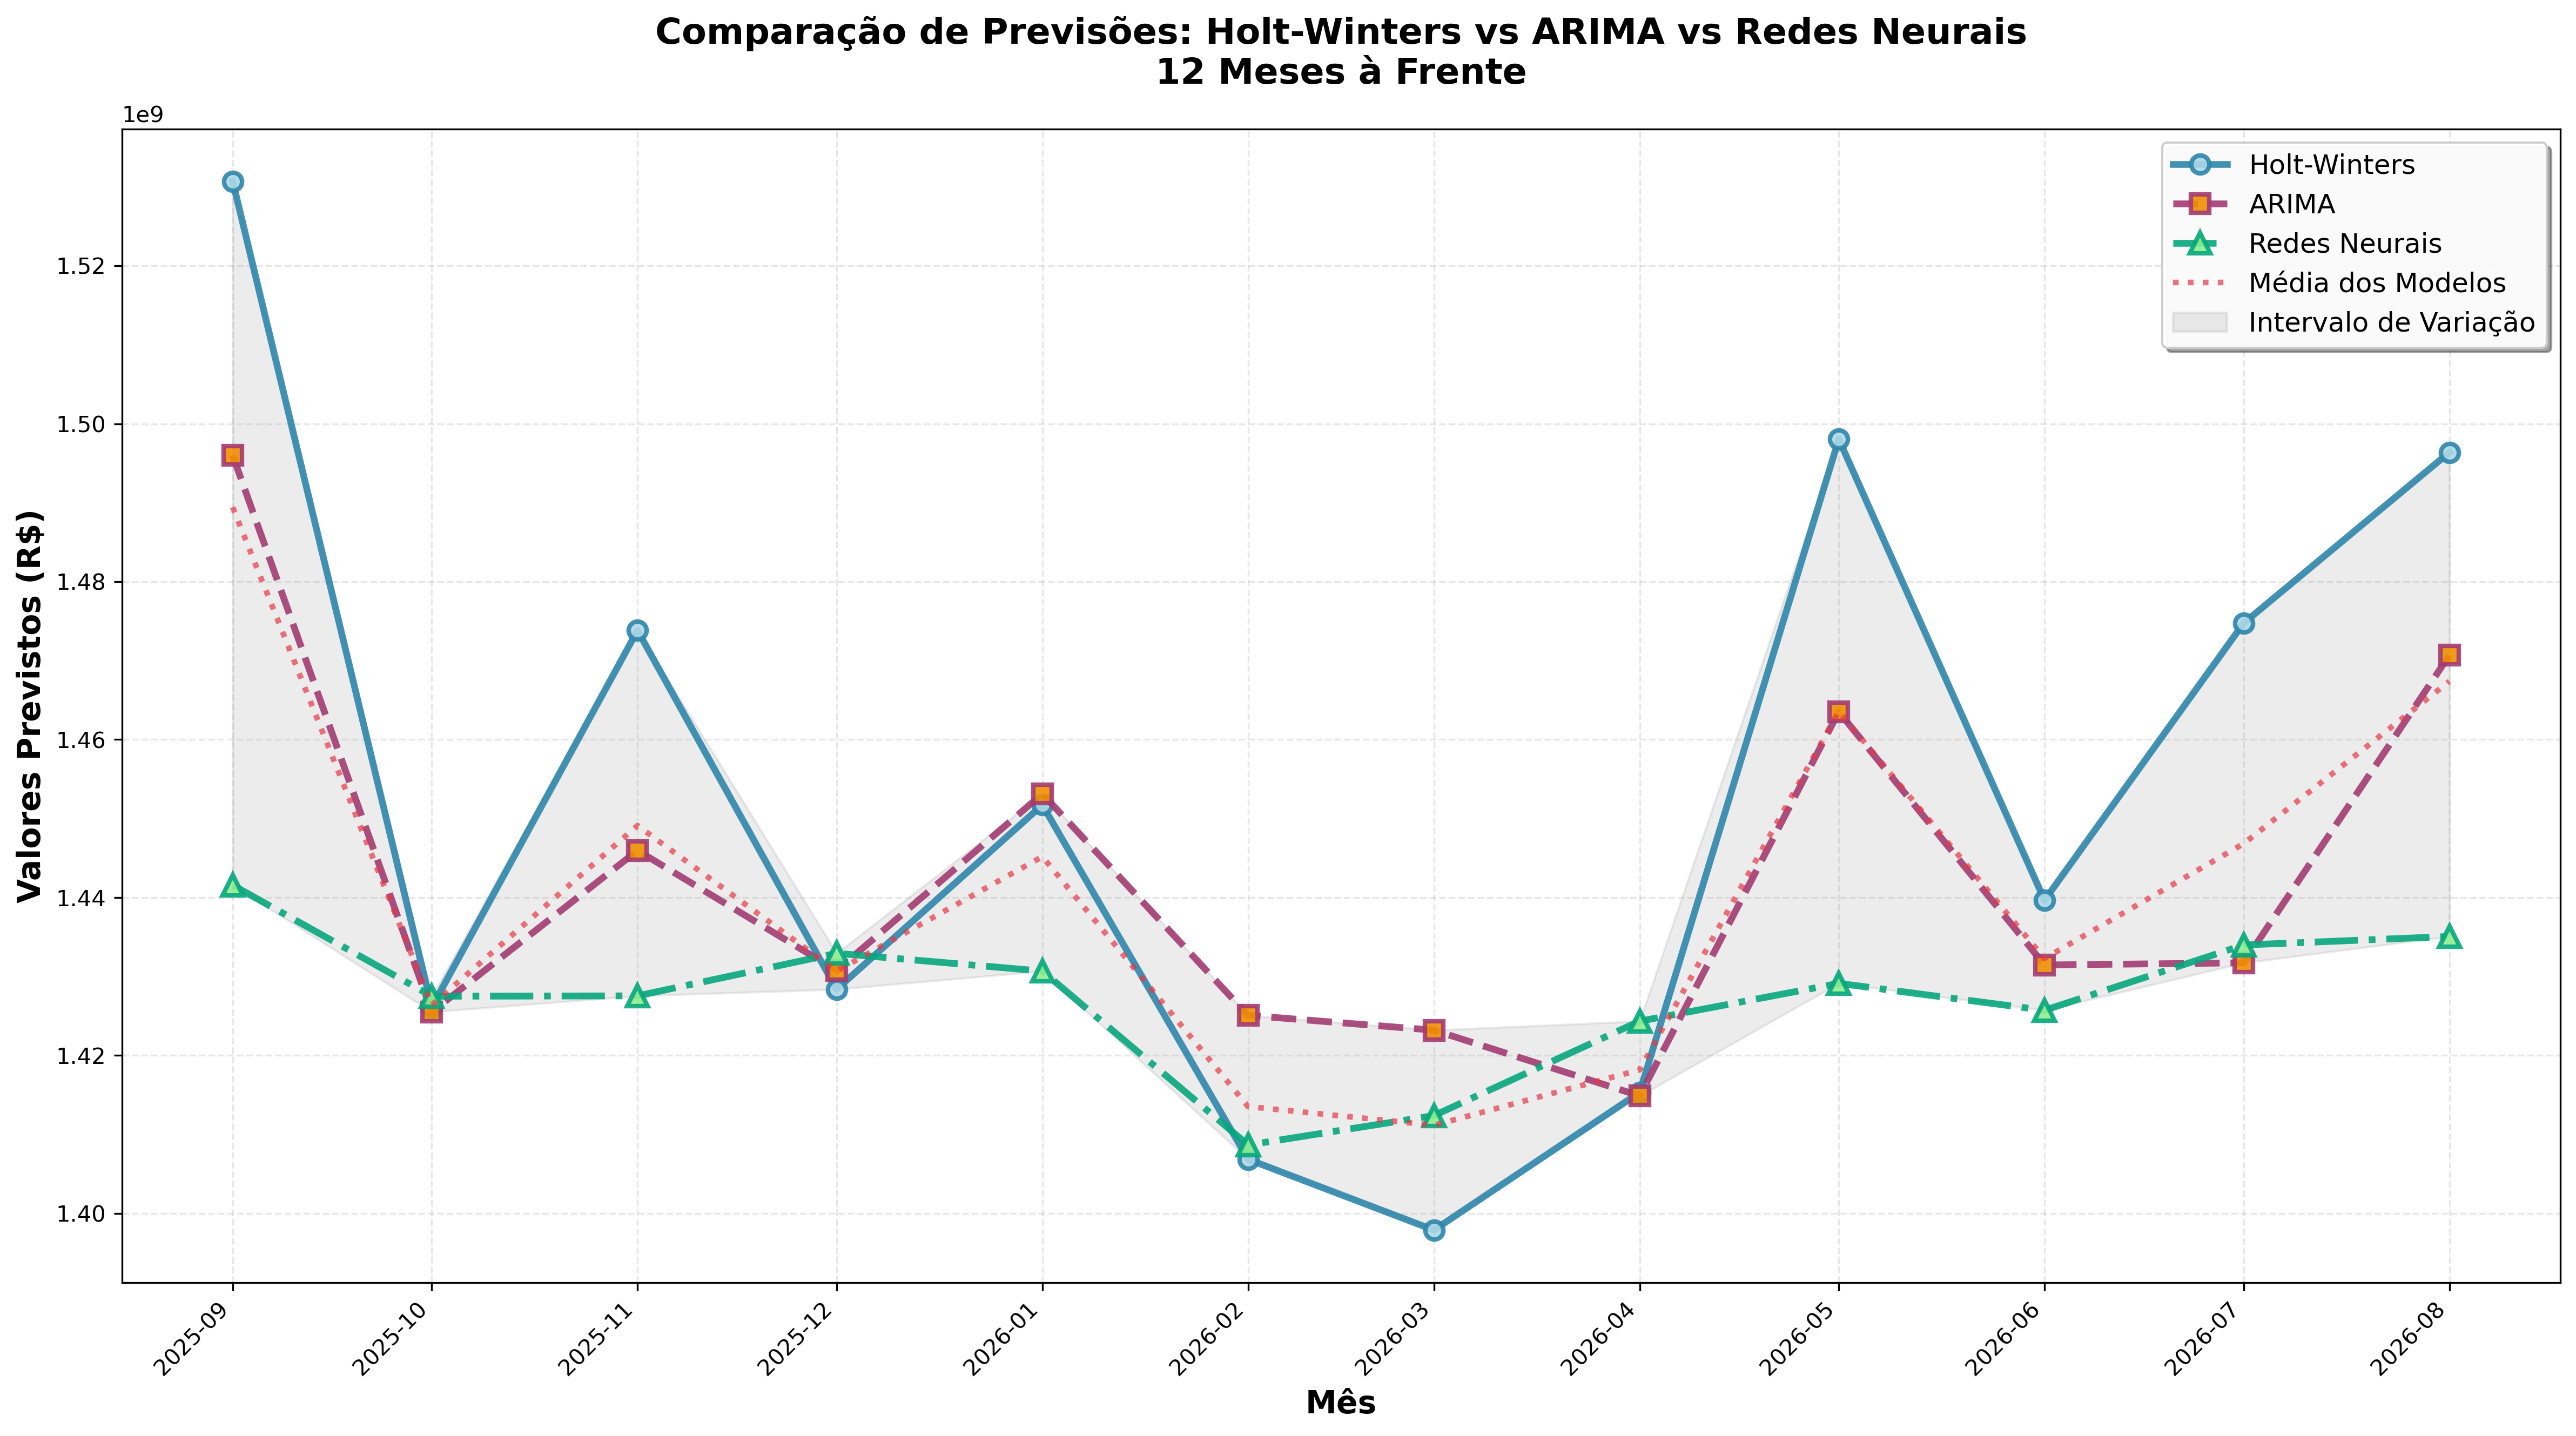 Comparação de Previsões: Holt-Winters vs ARIMA vs Redes Neurais
12 Meses à Frente
1e9
Holt-Winters
ARIMA
Redes Neurais
Média dos Modelos
Intervalo de Variação
Valores Previstos (R$)
1.52
1.50
1.48
1.46
1.44
1.42
1.40
2025-09
2025-10
2025-11
2025-12
2026-01
2026-02
2026-03
2026-04
2026-05
2026-06
2026-07
2026-08
Mês